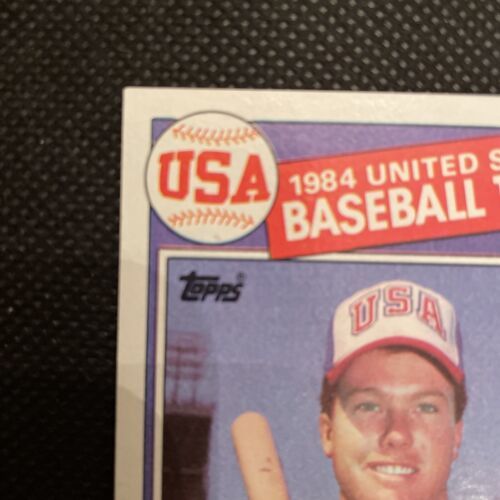 USA
1984 UNITED S
BASEBALL
Topps®
USA